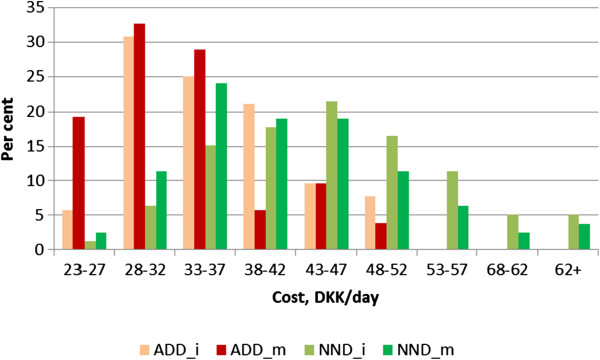 35
30
25
20
15
10
5
0
Per cent
23-27 28-32 33-37 38-42 43-47 48-52 53-57 68-62 62+
Cost, DKK/day
ADD_i ADD_m NND_i NND_m